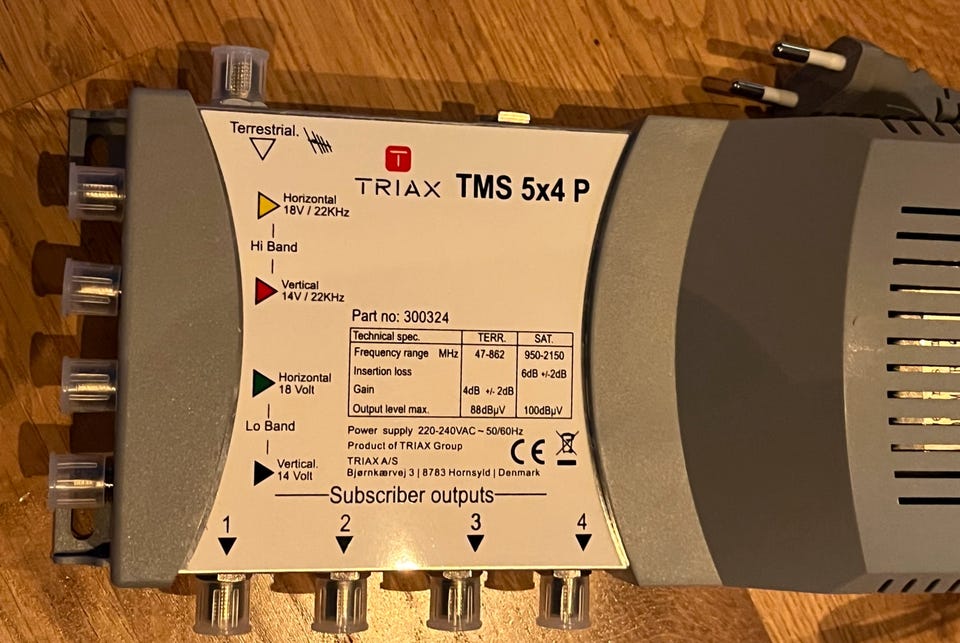 Terrestrial.
T
TRIAX TMS 5x4 P
Horizontal
18V / 22KHz
Hi Band
Vertical
14V / 22KHz
Part no: 300324
Technical spec. TERR. SAT.
Frequency range MHz 47-862 950-2150
Insertion loss 6dB +/-2dB
Gain 4dB +/- 2dB
Output level max. 88dBµV 100dBµV
Horizontal
18 Volt
Lo Band
Vertical.
14 Volt
Power supply 220-240VAC ~ 50/60Hz
Product of TRIAX Group
TRIAX A/S
Bjørnkærvej 3 | 8783 Hornsyld | Denmark
CE
Subscriber outputs
1 2 3 4